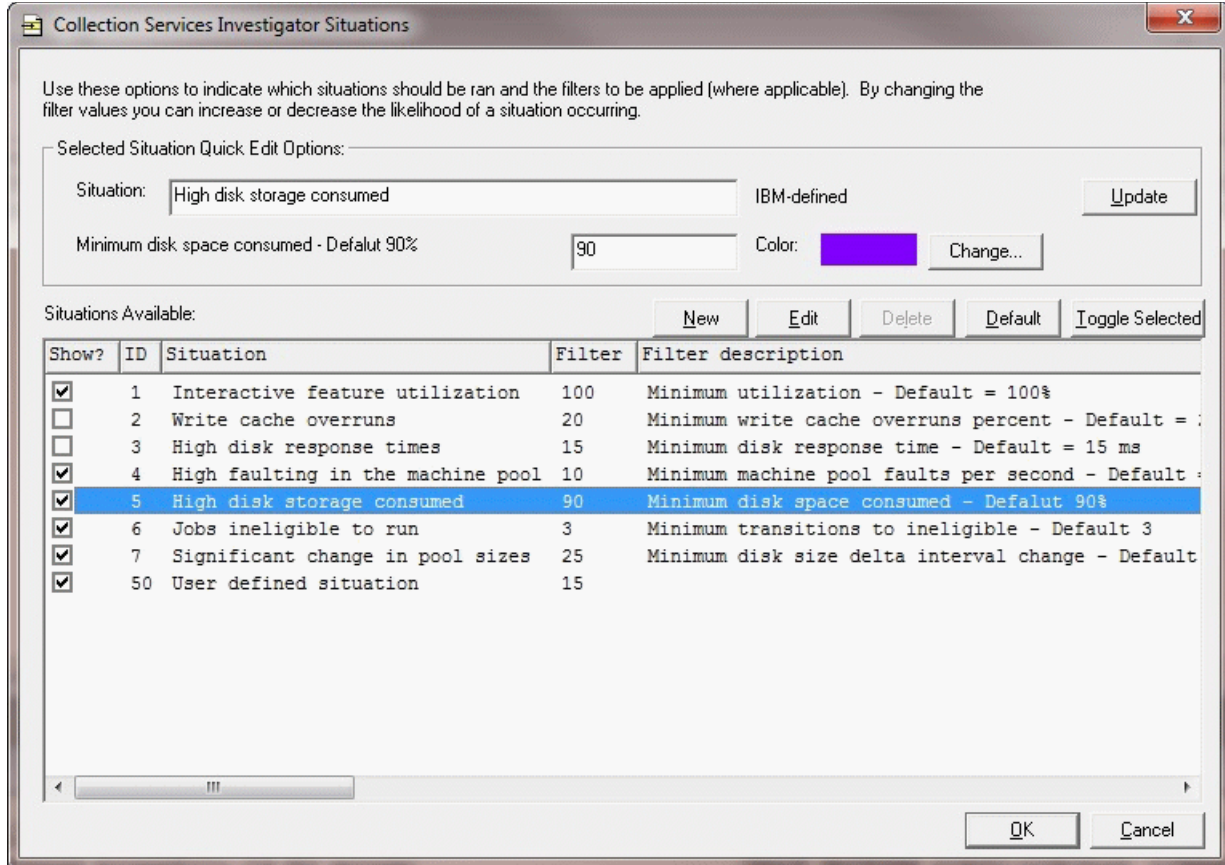 Collection Services Investigator Situations
Use these options to indicate which situations should be ran and the filters to be applied (where applicable). By changing the
filter values you can increase or decrease the likelihood of a situation occurring.
Selected Situation Quick Edit Options:
Situation: High disk storage consumed IBM-defined Update
Minimum disk space consumed - Defalut 90% 90 Color: Change...
Situations Available: New Edit Delete Default Toggle Selected
Show? ID Situation Filter Filter description
1 Interactive feature utilization 100 Minimum utilization - Default = 100%
2 Write cache overruns 20 Minimum write cache overruns percent - Default =
3 High disk response times 15 Minimum disk response time - Default = 15 ms
4 High faulting in the machine pool 10 Minimum machine pool faults per second - Default
5 High disk storage consumed 90 Minimum disk space consumed - Defalut 90%
6 Jobs ineligible to run 3 Minimum transitions to ineligible - Default 3
7 Significant change in pool sizes 25 Minimum disk size delta interval change - Default
50 User defined situation 15
OK Cancel